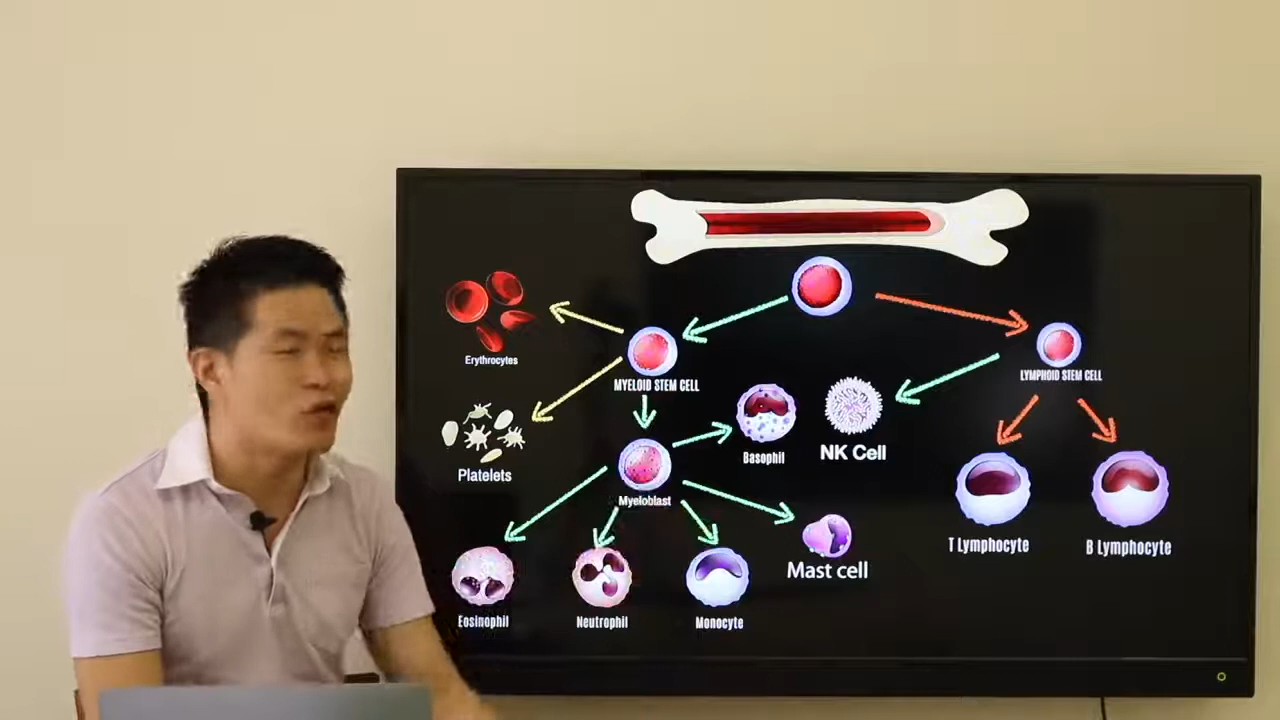 Erythrocytes
MYELOID STEM CELL
LYMPHOID STEM CELL
Platelets
Basophil
NK Cell
Myeloblast
T Lymphocyte
B Lymphocyte
Mast cell
Eosinophil
Neutrophil
Monocyte